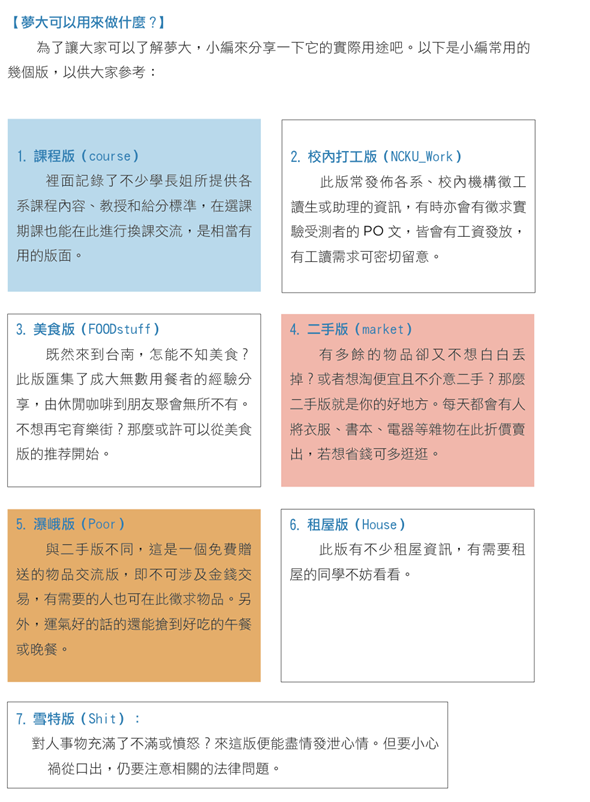 【夢大可以用來做什麼？】
為了讓大家可以了解夢大，小編來分享一下它的實際用途吧。以下是小編常用的
幾個版，以供大家參考：
1. 課程版（course）
裡面記錄了不少學長姐所提供各
系課程內容、教授和給分標準，在選課
期課也能在此進行換課交流，是相當有
用的版面。
2. 校內打工版（NCKU_Work）
此版常發佈各系、校內機構徵工
讀生或助理的資訊，有時亦會有徵求實
驗受測者的 PO 文，皆會有工資發放，
有工讀需求可密切留意。
3. 美食版（FOODstuff）
既然來到台南，怎能不知美食？
此版匯集了成大無數用餐者的經驗分
享，由休閒咖啡到朋友聚會無所不有。
不想再宅育樂街？那麼或許可以從美食
版的推荐開始。
4. 二手版（market）
有多餘的物品卻又不想白白丟
掉？或者想淘便宜且不介意二手？那麼
二手版就是你的好地方。每天都會有人
將衣服、書本、電器等雜物在此折價賣
出，若想省錢可多逛逛。
5. 瀑峨版（Poor）
與二手版不同，這是一個免費贈
送的物品交流版，即不可涉及金錢交
易，有需要的人也可在此徵求物品。另
外，運氣好的話的還能搶到好吃的午餐
或晚餐。
6. 租屋版（House）
此版有不少租屋資訊，有需要租
屋的同學不妨看看。
7. 雪特版（Shit）：
對人事物充滿了不滿或憤怒？來這版便能盡情發泄心情。但要小心
禍從口出，仍要注意相關的法律問題。